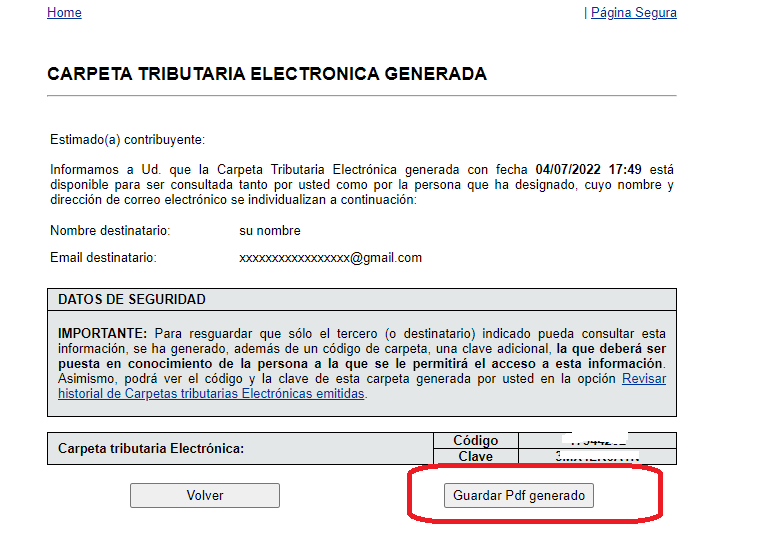 Home | Página Segura
CARPETA TRIBUTARIA ELECTRONICA GENERADA
Estimado(a) contribuyente:
Informamos a Ud. que la Carpeta Tributaria Electrónica generada con fecha 04/07/2022 17:49 está
disponible para ser consultada tanto por usted como por la persona que ha designado, cuyo nombre y
dirección de correo electrónico se individualizan a continuación:
Nombre destinatario: su nombre
Email destinatario: xxxxxxxxxxxxxxxxx@gmail.com
DATOS DE SEGURIDAD
IMPORTANTE: Para resguardar que sólo el tercero (o destinatario) indicado pueda consultar esta
información, se ha generado, además de un código de carpeta, una clave adicional, la que deberá ser
puesta en conocimiento de la persona a la que se le permitirá el acceso a esta información.
Asimismo, podrá ver el código y la clave de esta carpeta generada por usted en la opción Revisar
historial de Carpetas tributarias Electrónicas emitidas.
Carpeta tributaria Electrónica:
Código
Clave
Volver
Guardar Pdf generado